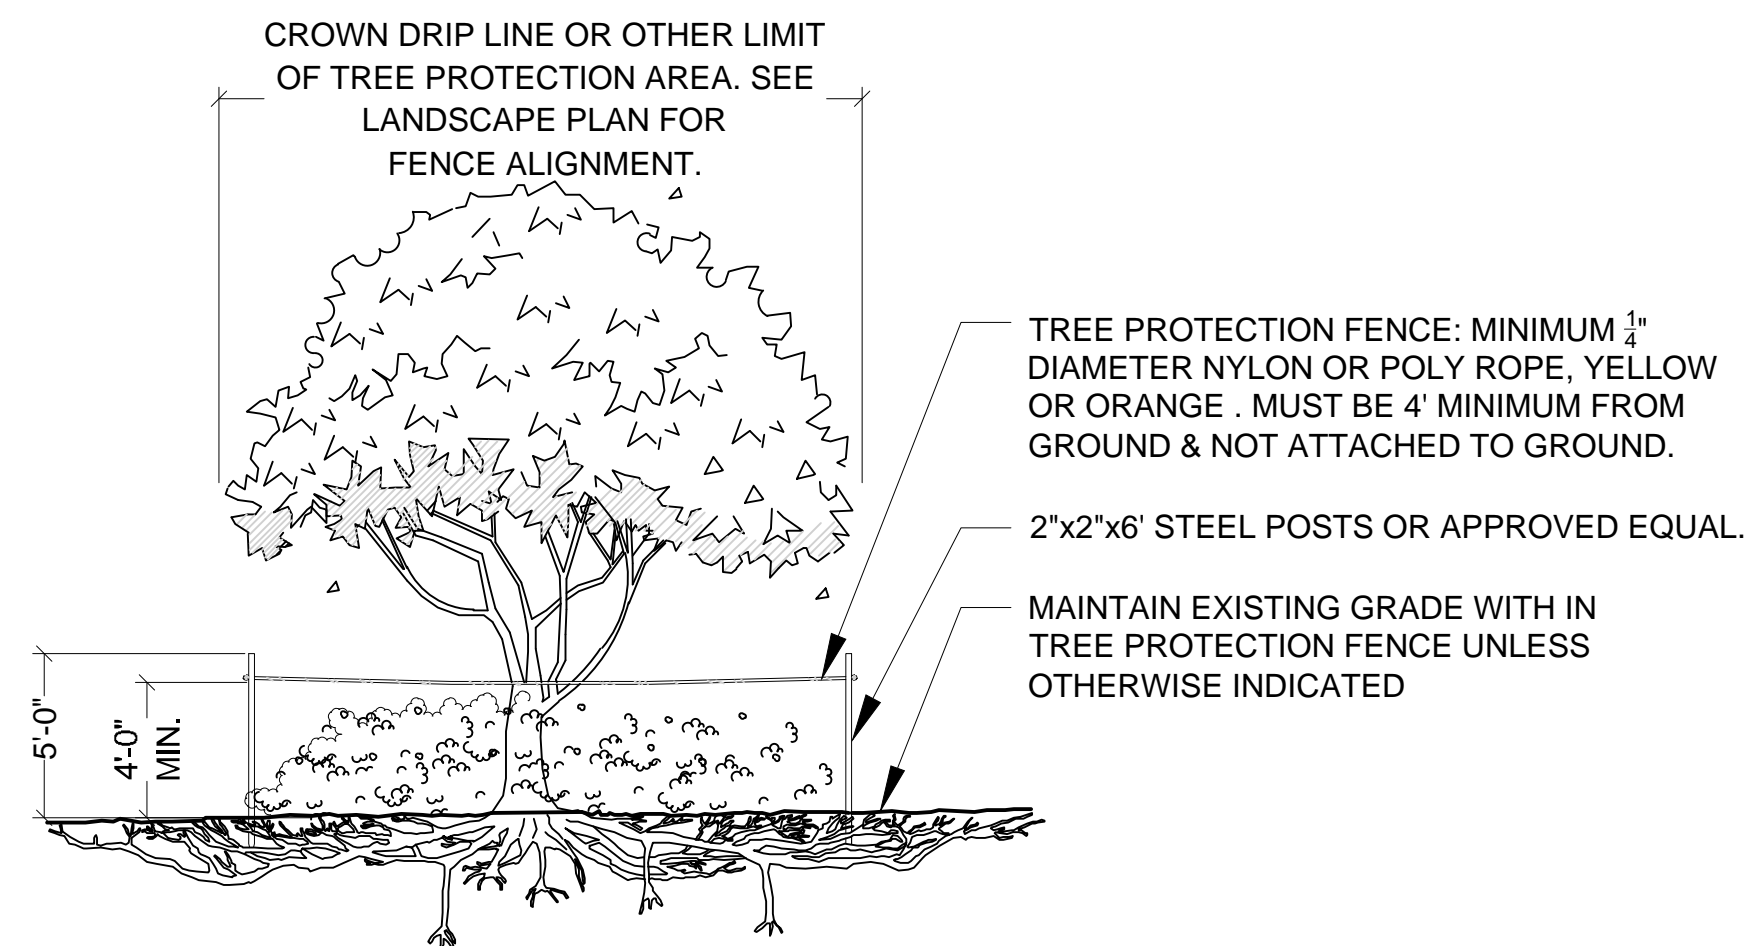 CROWN DRIP LINE OR OTHER LIMIT
OF TREE PROTECTION AREA. SEE
LANDSCAPE PLAN FOR
FENCE ALIGNMENT.
TREE PROTECTION FENCE: MINIMUM 1/4"
DIAMETER NYLON OR POLY ROPE, YELLOW
OR ORANGE . MUST BE 4' MINIMUM FROM
GROUND & NOT ATTACHED TO GROUND.
2"x2"x6' STEEL POSTS OR APPROVED EQUAL.
MAINTAIN EXISTING GRADE WITH IN
TREE PROTECTION FENCE UNLESS
OTHERWISE INDICATED
5'-0"
4'-0"
MIN.